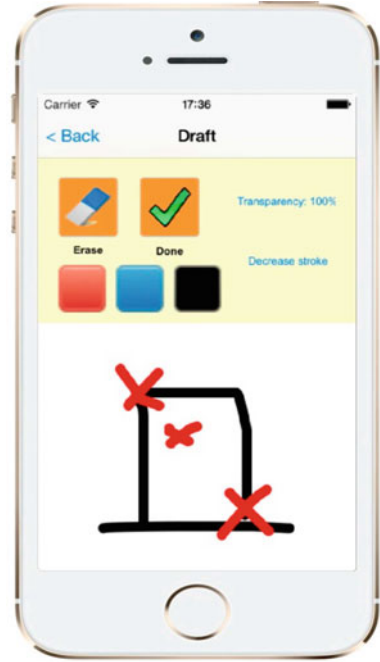 Carrier 17:36
< Back Draft
Transparency: 100%
Erase Done
Decrease stroke